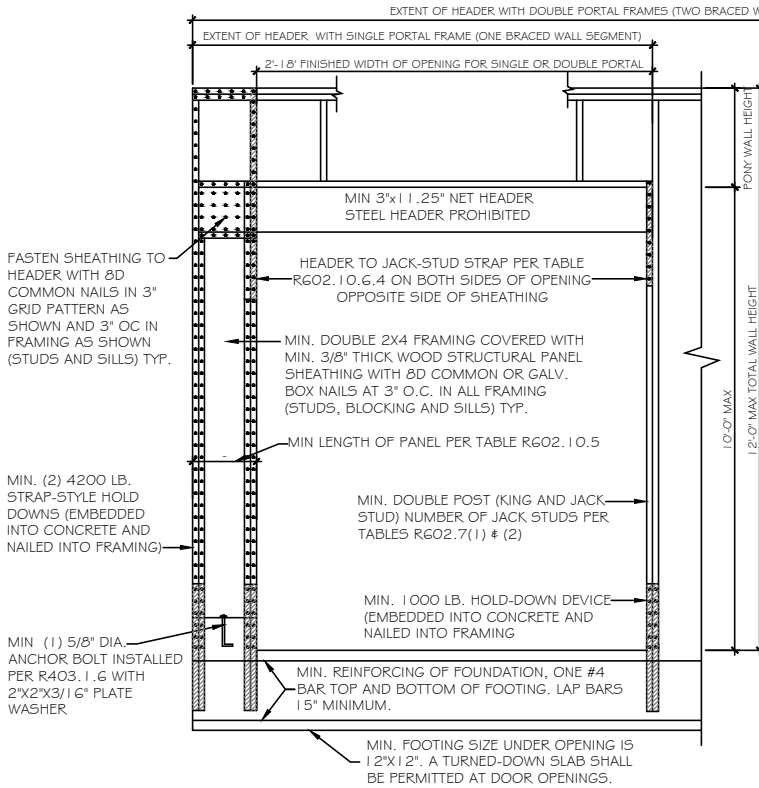 EXTENT OF HEADER WITH DOUBLE PORTAL FRAMES (TWO BRACED W
EXTENT OF HEADER WITH SINGLE PORTAL FRAME (ONE BRACED WALL SEGMENT)
2'-18' FINISHED WIDTH OF OPENING FOR SINGLE OR DOUBLE PORTAL
PONY WALL HEIGHT
MIN 3"x11.25" NET HEADER
STEEL HEADER PROHIBITED
FASTEN SHEATHING TO
HEADER WITH 8D
COMMON NAILS IN 3"
GRID PATTERN AS
SHOWN AND 3" OC IN
FRAMING AS SHOWN
(STUDS AND SILLS) TYP.
HEADER TO JACK-STUD STRAP PER TABLE
R602.10.6.4 ON BOTH SIDES OF OPENING
OPPOSITE SIDE OF SHEATHING
MIN. DOUBLE 2X4 FRAMING COVERED WITH
MIN. 3/8" THICK WOOD STRUCTURAL PANEL
SHEATHING WITH 8D COMMON OR GALV.
BOX NAILS AT 3" O.C. IN ALL FRAMING
(STUDS, BLOCKING AND SILLS) TYP.
10'-0" MAX
12'-0" MAX TOTAL WALL HEIGHT
MIN LENGTH OF PANEL PER TABLE R602.10.5
MIN. (2) 4200 LB.
STRAP-STYLE HOLD
DOWNS (EMBEDDED
INTO CONCRETE AND
NAILED INTO FRAMING)
MIN. DOUBLE POST (KING AND JACK
STUD) NUMBER OF JACK STUDS PER
TABLES R602.7(1) & (2)
MIN. 1000 LB. HOLD-DOWN DEVICE
(EMBEDDED INTO CONCRETE AND
NAILED INTO FRAMING
MIN (1) 5/8" DIA.
ANCHOR BOLT INSTALLED
PER R403.1.6 WITH
2"X2"X3/16" PLATE
WASHER
MIN. REINFORCING OF FOUNDATION, ONE #4
BAR TOP AND BOTTOM OF FOOTING. LAP BARS
15" MINIMUM.
MIN. FOOTING SIZE UNDER OPENING IS
12"X12". A TURNED-DOWN SLAB SHALL
BE PERMITTED AT DOOR OPENINGS.